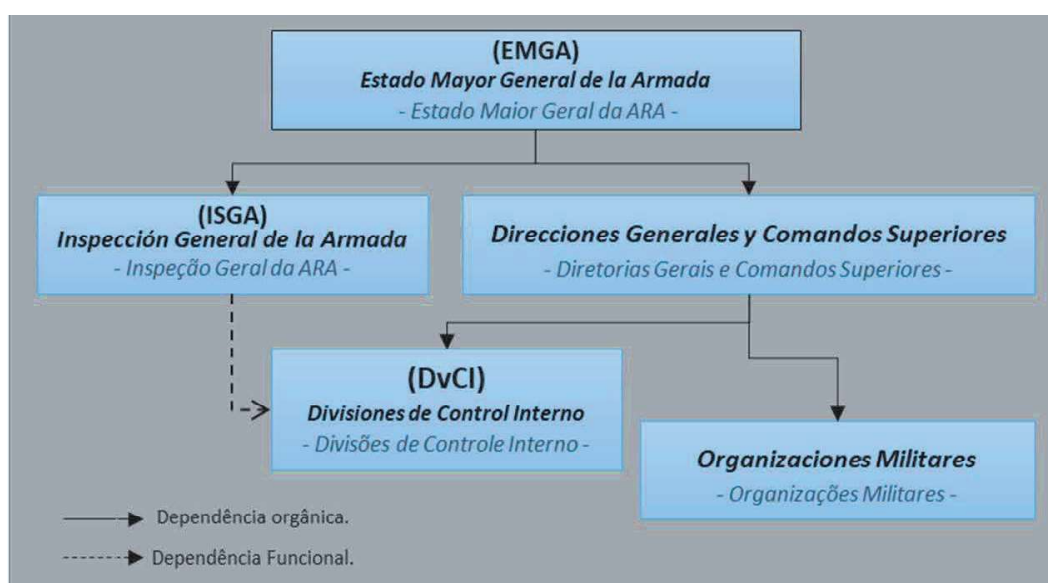 (EMGA)
Estado Mayor General de la Armada
- Estado Maior Geral da ARA -
(ISGA)
Inspección General de la Armada
- Inspeção Geral da ARA -
Direcciones Generales y Comandos Superiores
- Diretorias Gerais e Comandos Superiores -
(DvCI)
Divisiones de Control Interno
- Divisões de Controle Interno -
Organizaciones Militares
- Organizações Militares -
Dependência orgânica.
Dependência Funcional.